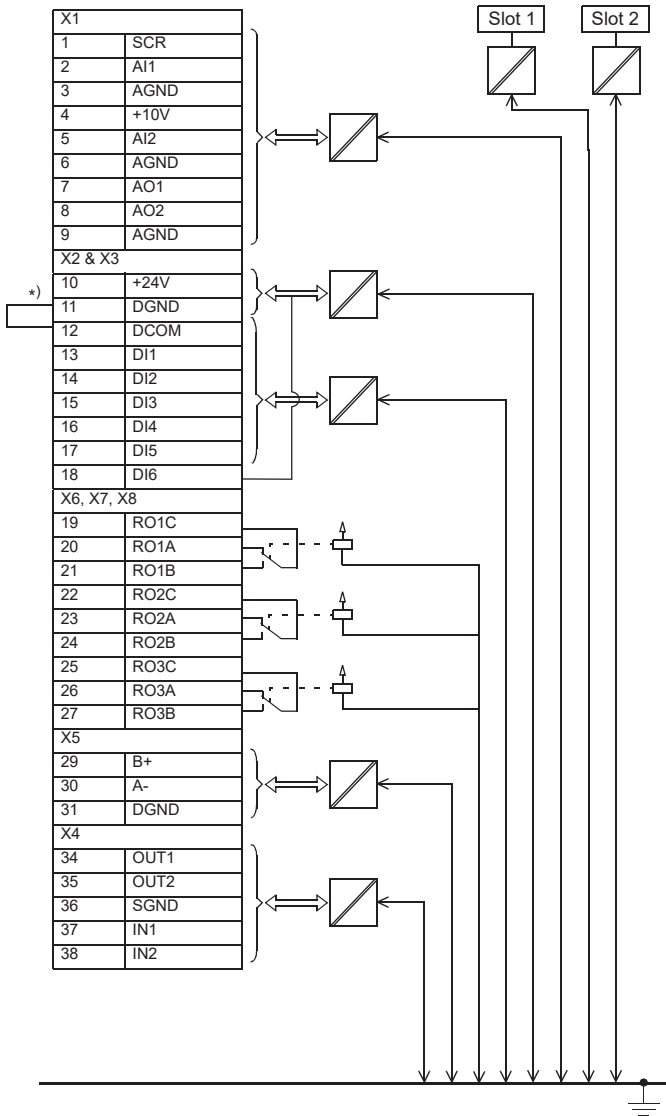 Slot 1 Slot 2
X1
1 SCR
2 AI1
3 AGND
4 +10V
5 AI2
6 AGND
7 AO1
8 AO2
9 AGND
X2 & X3
10 +24V
*)
11 DGND
12 DCOM
13 DI1
14 DI2
15 DI3
16 DI4
17 DI5
18 DI6
X6, X7, X8
19 RO1C
20 RO1A
21 RO1B
22 RO2C
23 RO2A
24 RO2B
25 RO3C
26 RO3A
27 RO3B
X5
29 B+
30 A-
31 DGND
X4
34 OUT1
35 OUT2
36 SGND
37 IN1
38 IN2